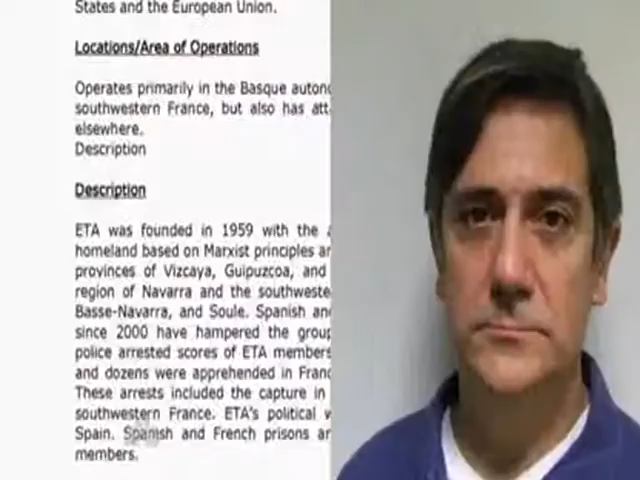 States and the European Union.
Locations/Area of Operations
Operates primarily in the Basque auton
southwestern France, but also has att
elsewhere.
Description
Description
ETA was founded in 1959 with the
homeland based on Marxist principles a
provinces of Vizcaya, Guipuzcoa, and
region of Navarra and the southweste
Basse-Navarra, and Soule. Spanish an
since 2000 have hampered the group
police arrested scores of ETA members
and dozens were apprehended in Franc
These arrests included the capture in
southwestern France. ETA's political
Spain. Spanish and French prisons ar
members.